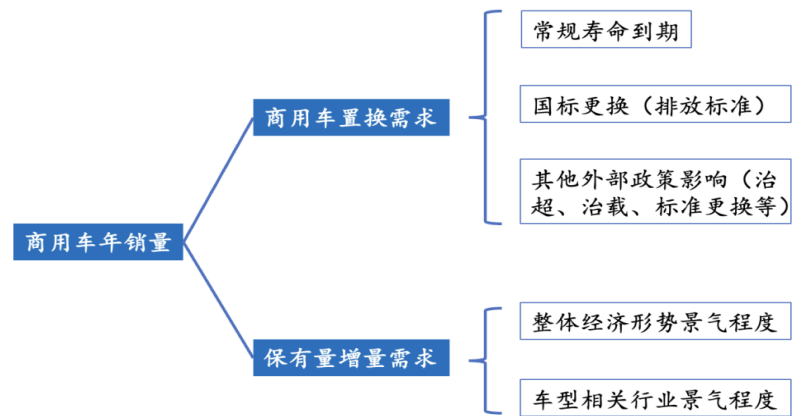 商用车年销量
商用车置换需求
常规寿命到期
国标更换（排放标准）
其他外部政策影响（治
超、治载、标准更换等）
保有量增量需求
整体经济形势景气程度
车型相关行业景气程度